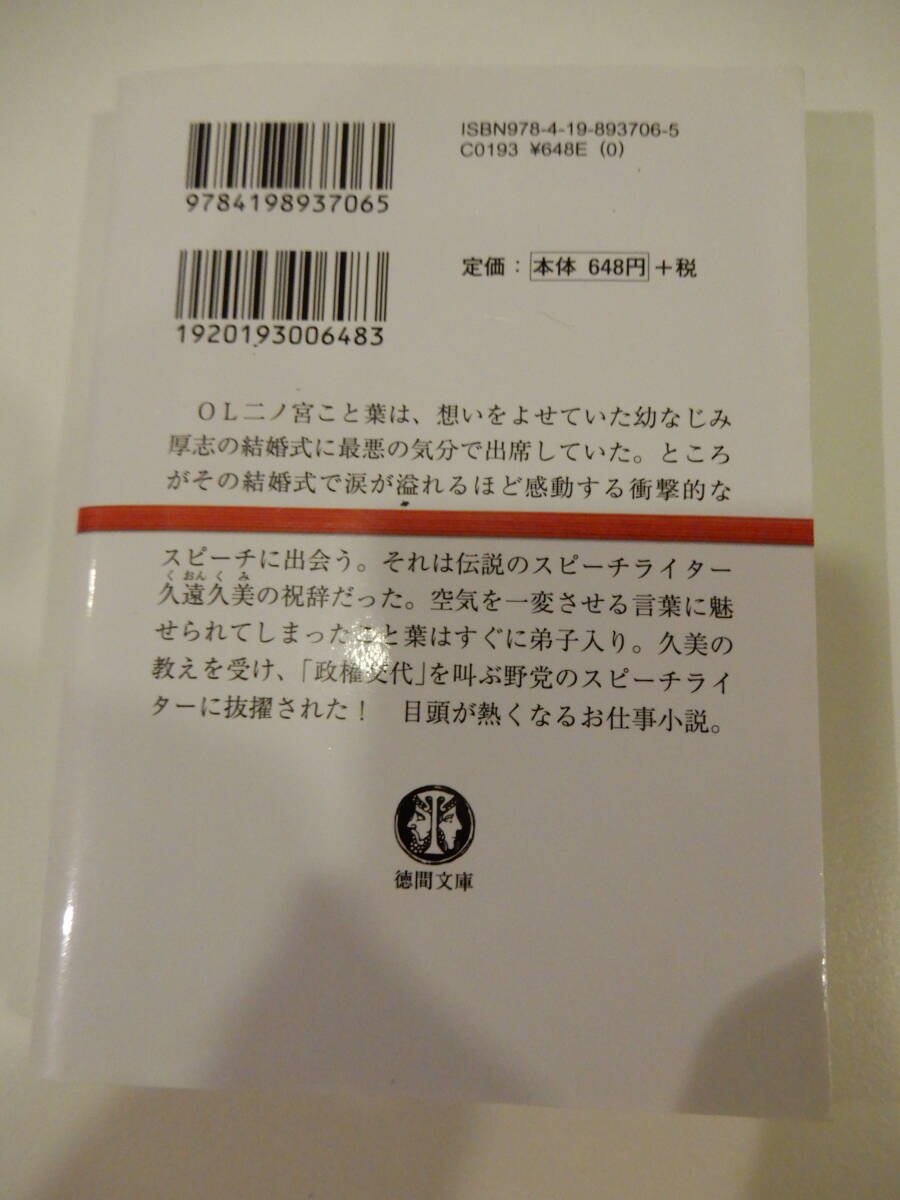 ISBN978-4-19-893706-5
C0193 ¥648E (0)
9784198937065
定価：本体 648円＋税
1920193006483
OL二ノ宮こと葉は、想いをよせていた幼なじみ
厚志の結婚式に最悪の気分で出席していた。ところ
がその結婚式で涙が溢れるほど感動する衝撃的な
スピーチに出会う。それは伝説のスピーチライター
くおんくみ
久遠久美の祝辞だった。空気を一変させる言葉に魅
せられてしまったこと葉はすぐに弟子入り。久美の
教えを受け、「政権交代」を叫ぶ野党のスピーチライ
ターに抜擢された！　目頭が熱くなるお仕事小説。
徳間文庫